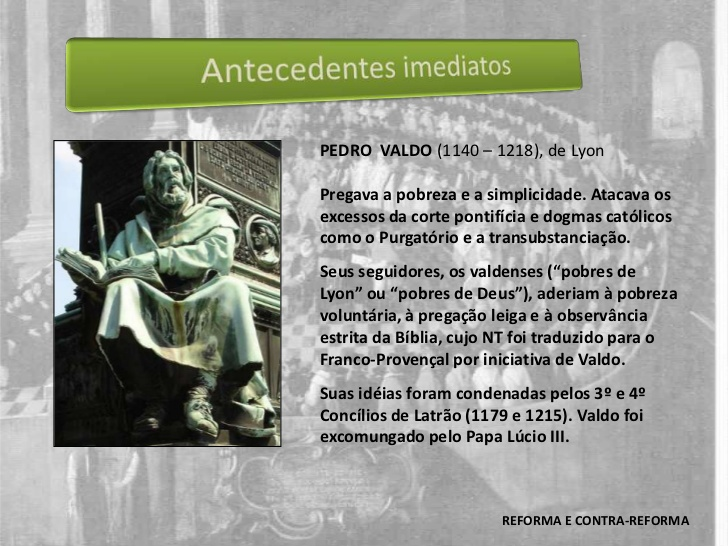 Antecedentes imediatos
PEDRO VALDO (1140 – 1218), de Lyon
Pregava a pobreza e a simplicidade. Atacava os
excessos da corte pontifícia e dogmas católicos
como o Purgatório e a transubstanciação.
Seus seguidores, os valdenses (“pobres de
Lyon” ou “pobres de Deus”), aderiam à pobreza
voluntária, à pregação leiga e à observância
estrita da Bíblia, cujo NT foi traduzido para o
Franco-Provençal por iniciativa de Valdo.
Suas idéias foram condenadas pelos 3º e 4º
Concílios de Latrão (1179 e 1215). Valdo foi
excomungado pelo Papa Lúcio III.
REFORMA E CONTRA-REFORMA